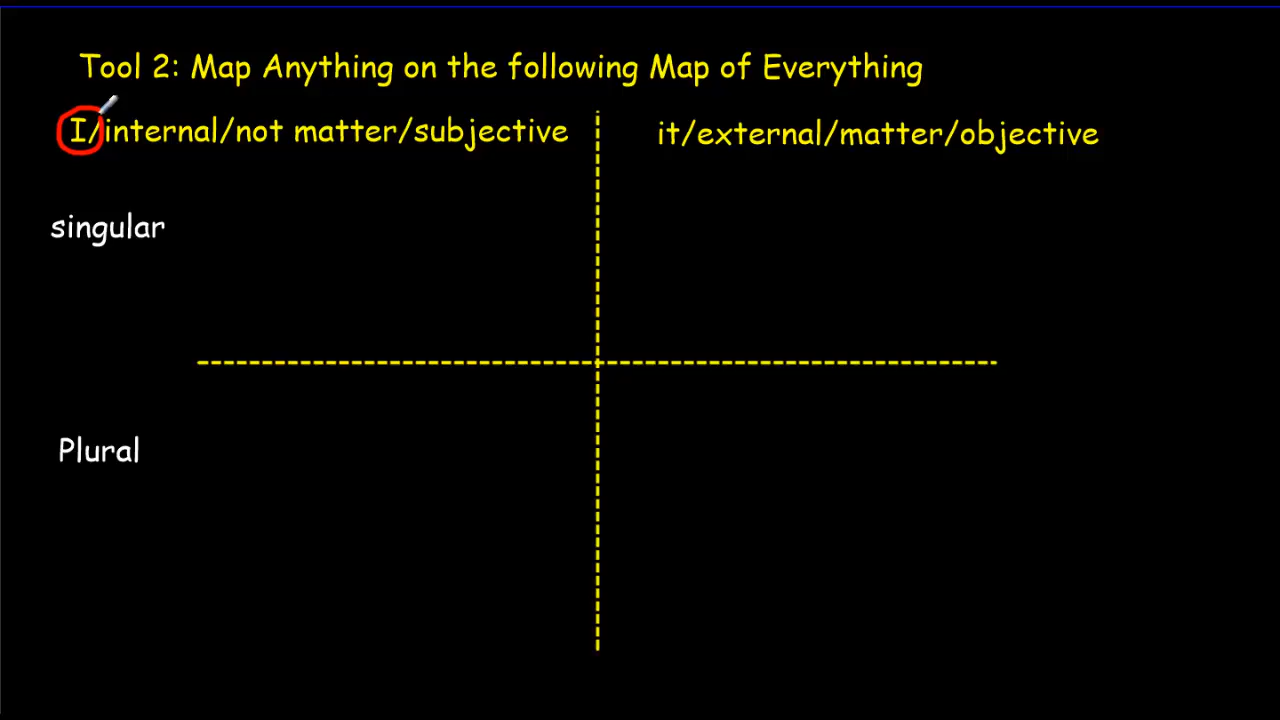 Tool 2: Map Anything on the following Map of Everything
I/internal/not matter/subjective
it/external/matter/objective
singular
Plural